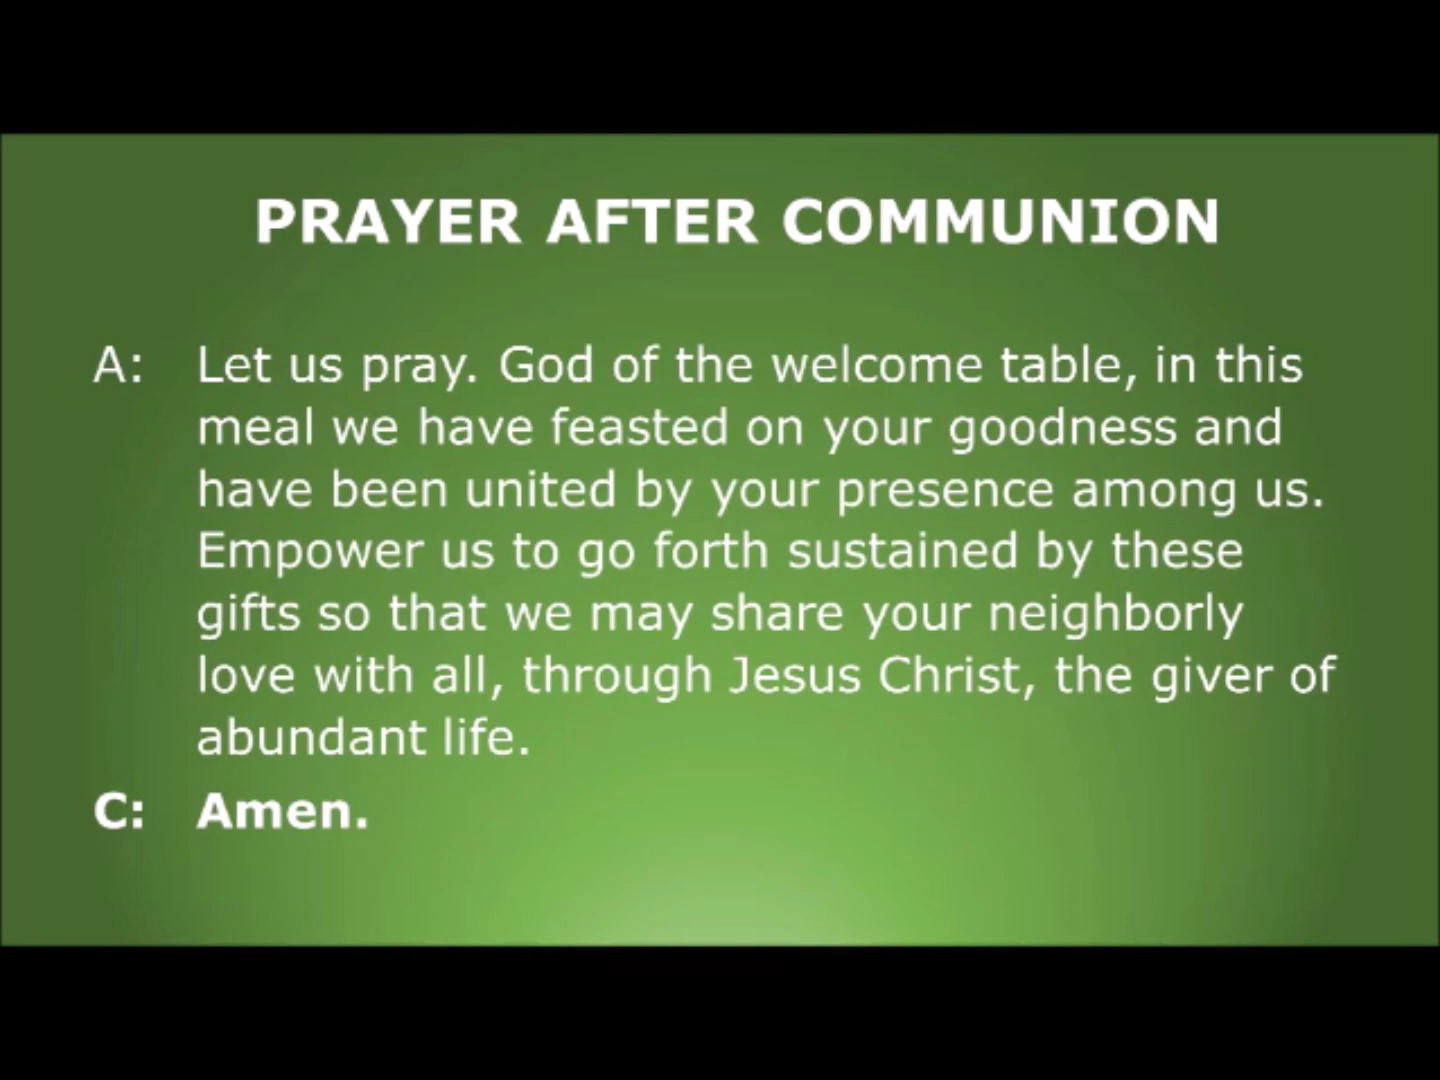 PRAYER AFTER COMMUNION
A: Let us pray. God of the welcome table, in this
meal we have feasted on your goodness and
have been united by your presence among us.
Empower us to go forth sustained by these
gifts so that we may share your neighborly
love with all, through Jesus Christ, the giver of
abundant life.
C: Amen.